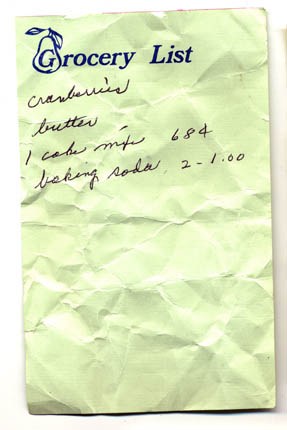 Grocery List
cranberries
butter
1 cake mix 68¢
baking soda 2-1.00